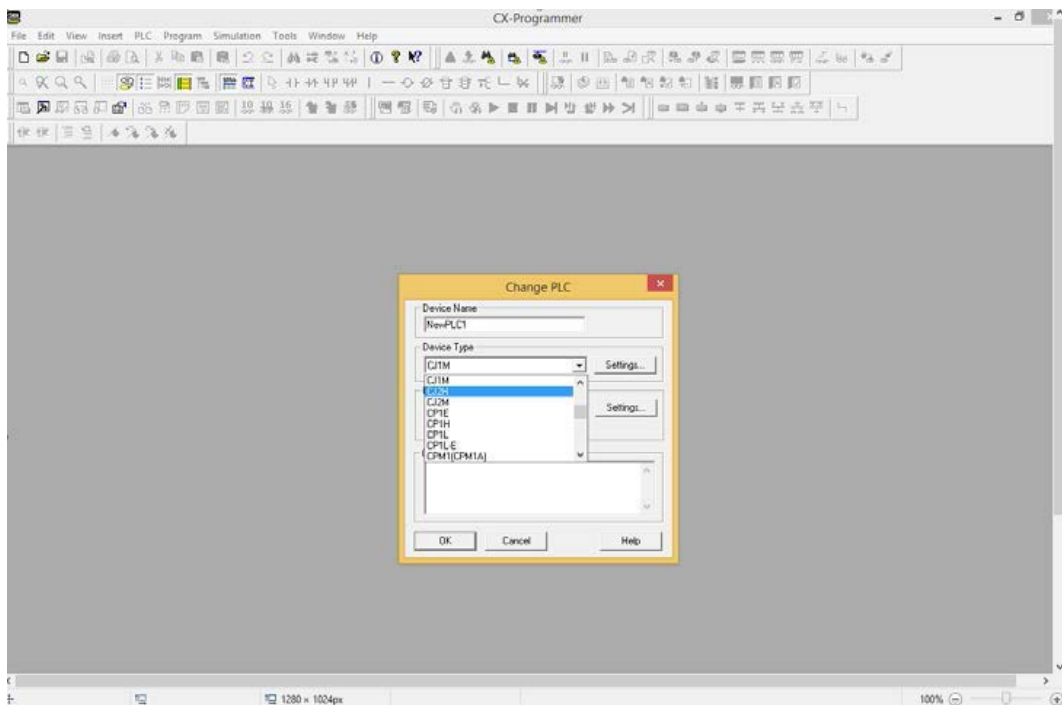 CX-Programmer
File Edit View Insert PLC Program Simulation Tools Window Help
Change PLC
Device Name
NewPLC1
Device Type
CJ1M
Settings...
CJ1M
CJ2H
CJ2M
CP1E
CP1H
CP1L
CP1L-E
CPM1(CPM1A)
Settings...
OK Cancel Help
1280 × 1024px
100%